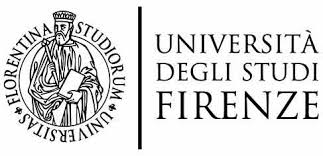 FLORENTINA STUDIORUM UNIVERSITAS
UNIVERSITÀ
DEGLI STUDI
FIRENZE